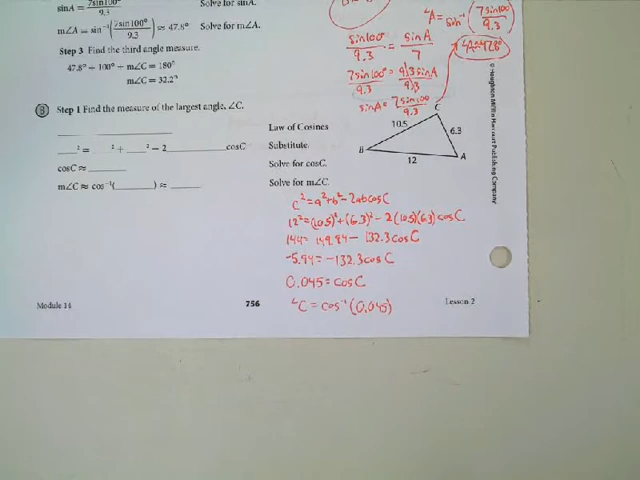 sinA = 7sin100° / 9.3 Solve for sinA.
m∠A = sin⁻¹(7sin100° / 9.3) ≈ 47.8° Solve for m∠A.
Step 3 Find the third angle measure.
47.8° + 100° + m∠C = 180°
m∠C = 32.2°
∠A = sin⁻¹(7sin100 / 9.3)
∠A≈47.8°
sin100° / 9.3 = sinA / 7
7sin100° / 9.3 = 9.3sinA / 9.3
sinA = 7sin100 / 9.3
B Step 1 Find the measure of the largest angle, ∠C.
Law of Cosines
___² = ___² + ___² – 2______cosC Substitute.
cosC ≈ ______ Solve for cosC.
m∠C ≈ cos⁻¹(______) ≈ ______ Solve for m∠C.
C
10.5
6.3
B
A
12
© Houghton Mifflin Harcourt Publishing Company
c² = a² + b² - 2abcosC
12² = (10.5)² + (6.3)² - 2(10.5)(6.3)cosC
144 = 149.94 - 132.3cosC
-5.94 = -132.3cosC
0.045 = cosC
∠C = cos⁻¹(0.045)
Module 14 756 Lesson 2